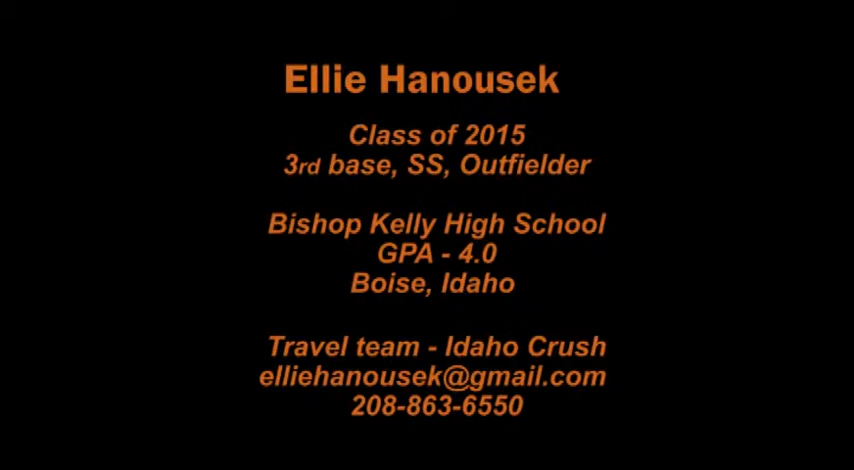 Ellie Hanousek
Class of 2015
3rd base, SS, Outfielder
Bishop Kelly High School
GPA - 4.0
Boise, Idaho
Travel team - Idaho Crush
elliehanousek@gmail.com
208-863-6550